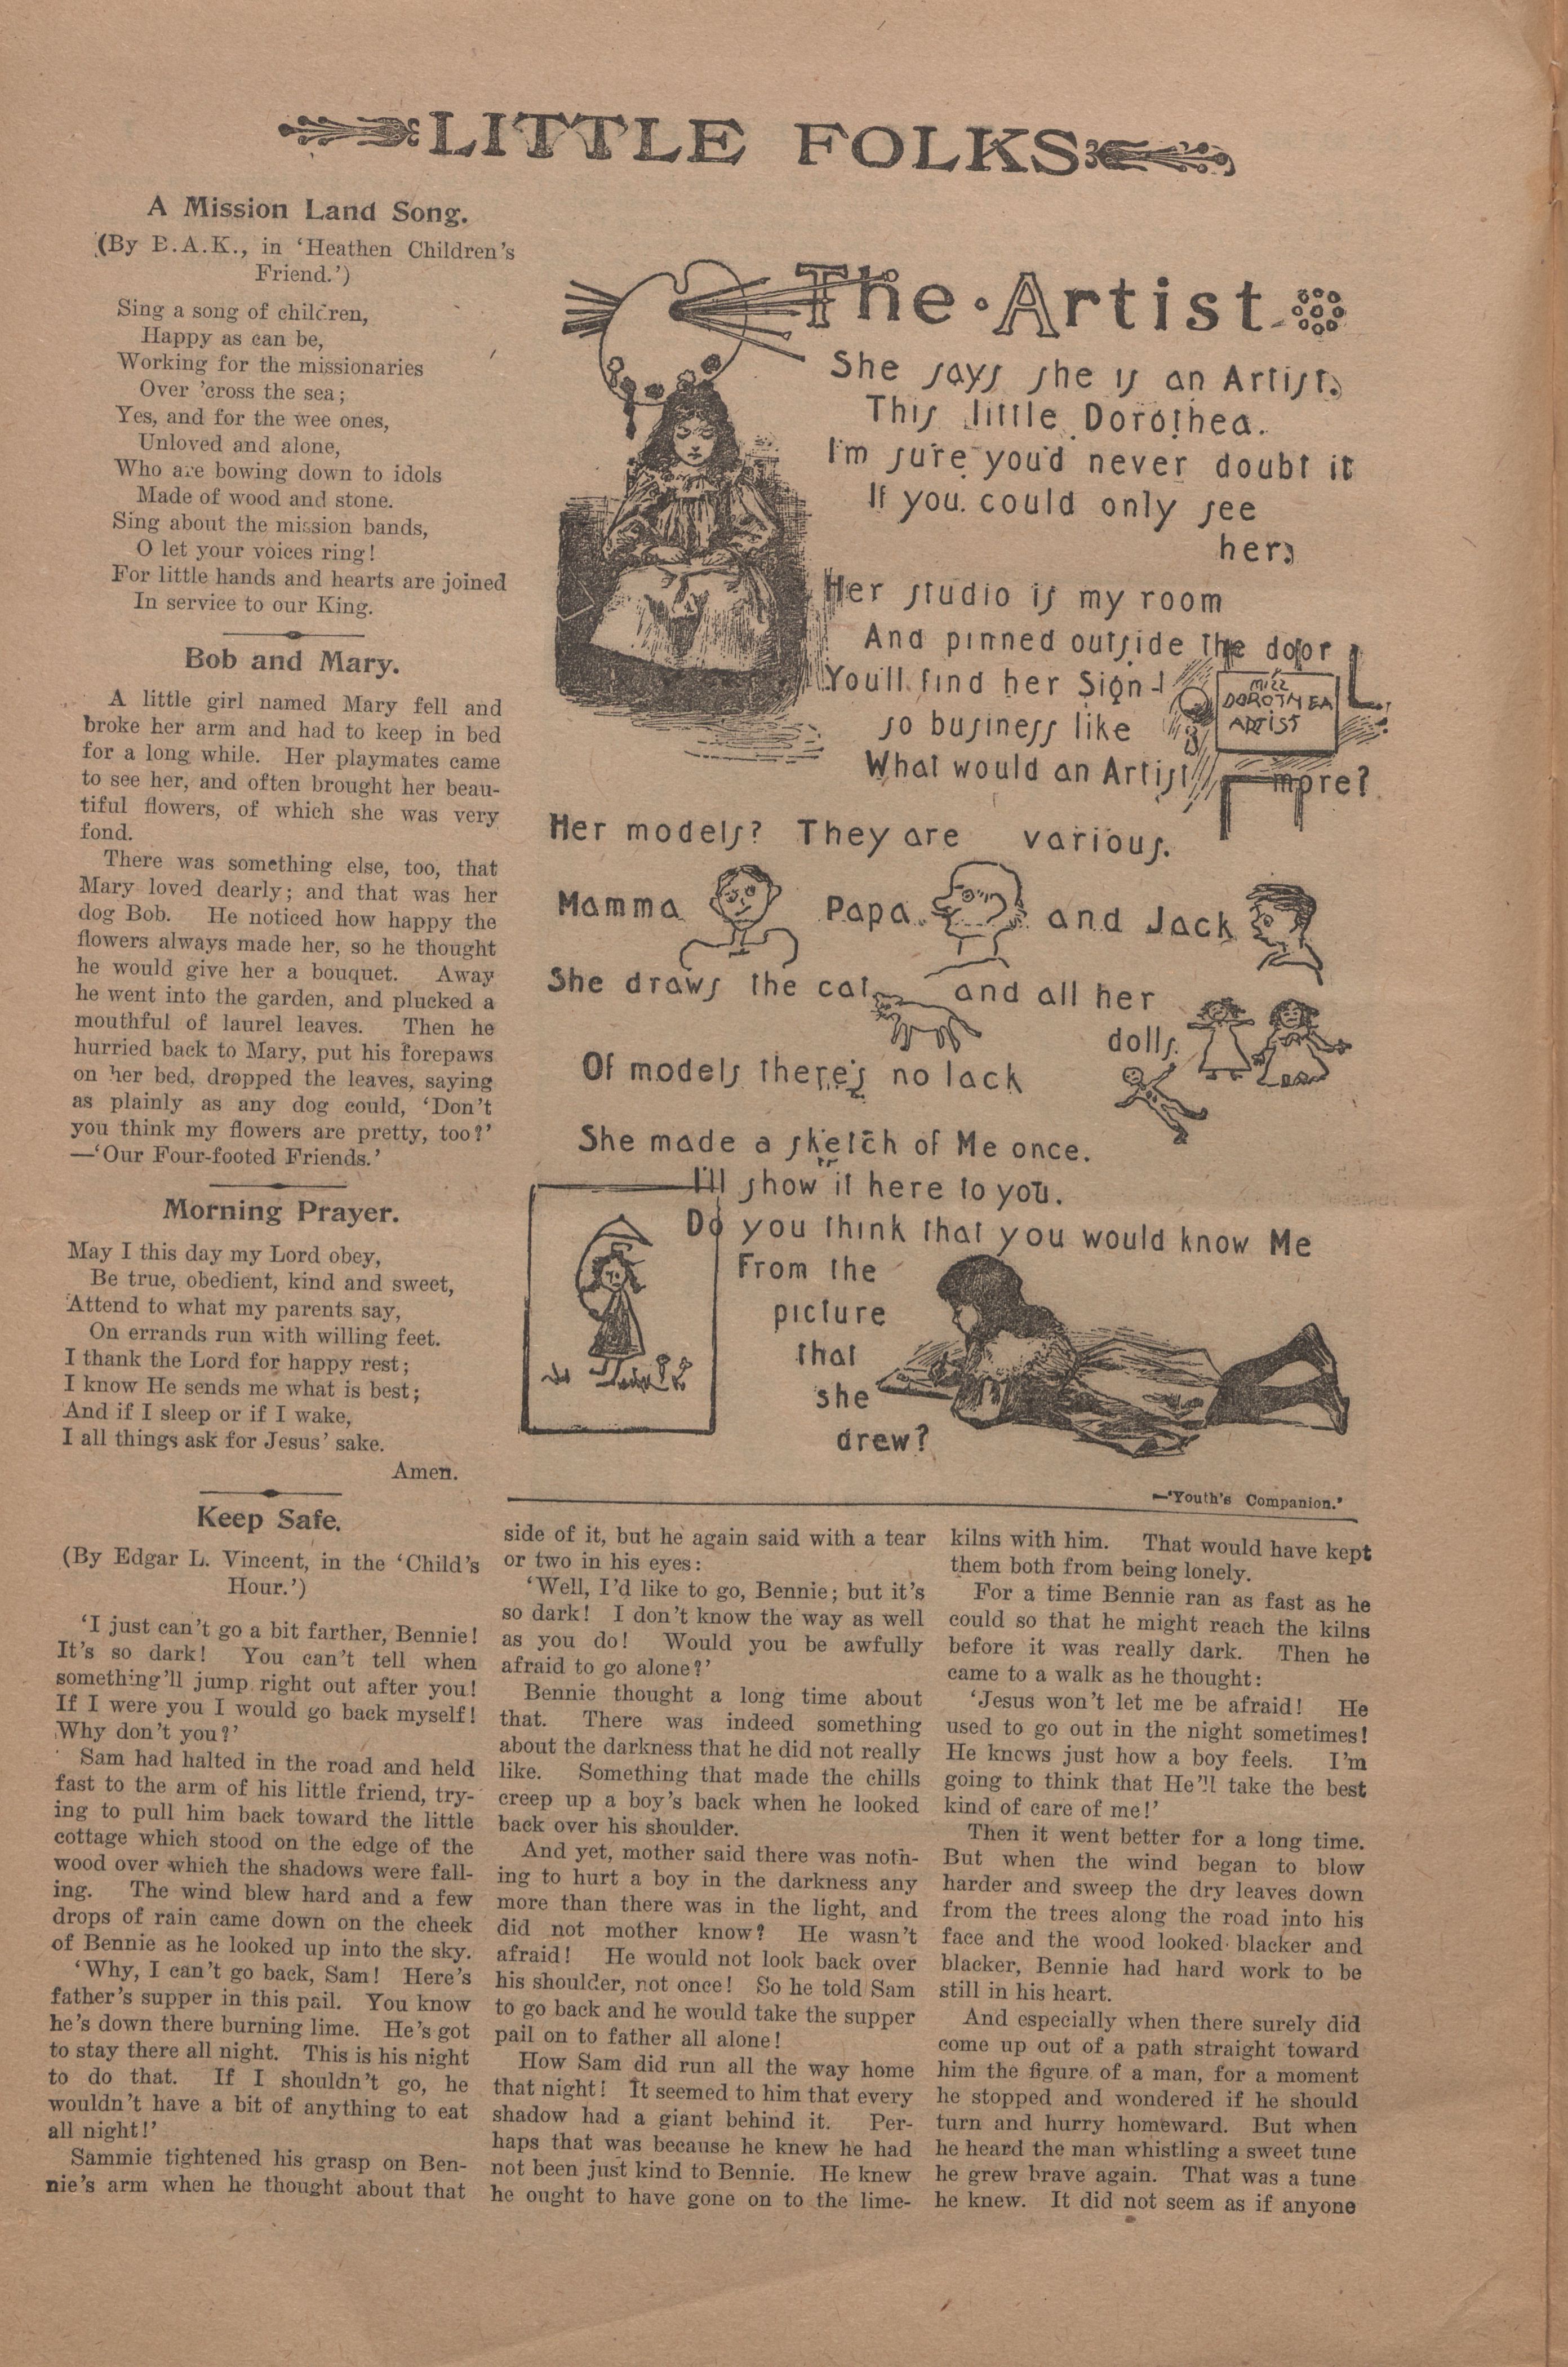 LITTLE FOLKS
A Mission Land Song.
(By E.A.K., in ‘Heathen Children’s
Friend.’)
Sing a song of children,
Happy as can be,
Working for the missionaries
Over ’cross the sea;
Yes, and for the wee ones,
Unloved and alone,
Who are bowing down to idols
Made of wood and stone.
Sing about the mission bands,
O let your voices ring!
For little hands and hearts are joined
In service to our King.
Bob and Mary.
A little girl named Mary fell and
broke her arm and had to keep in bed
for a long while. Her playmates came
to see her, and often brought her beau-
tiful flowers, of which she was very
fond.
There was something else, too, that
Mary loved dearly; and that was her
dog Bob. He noticed how happy the
flowers always made her, so he thought
he would give her a bouquet. Away
he went into the garden, and plucked a
mouthful of laurel leaves. Then he
hurried back to Mary, put his forepaws
on her bed, dropped the leaves, saying
as plainly as any dog could, ‘Don’t
you think my flowers are pretty, too?’
—‘Our Four-footed Friends.’
Morning Prayer.
May I this day my Lord obey,
Be true, obedient, kind and sweet,
Attend to what my parents say,
On errands run with willing feet.
I thank the Lord for happy rest;
I know He sends me what is best;
And if I sleep or if I wake,
I all things ask for Jesus’ sake.
Amen.
The Artist
She says she is an Artist,
This little Dorothea.
I'm sure you'd never doubt it
If you could only see
her;
Her studio is my room
And pinned outside the door
You'll find her Sign—
MISS
DOROTHEA
ARTIST
so business like
What would an Artist more?
Her models? They are various.
Mamma Papa and Jack
She draws the cat and all her
dolls.
Of models there's no lack
She made a sketch of Me once.
I'll show it here to you.
Do you think that you would know Me
From the
picture
that
she
drew?
—‘Youth’s Companion.’
Keep Safe.
(By Edgar L. Vincent, in the ‘Child’s
Hour.’)
‘I just can’t go a bit farther, Bennie!
It’s so dark! You can’t tell when
something’ll jump right out after you!
If I were you I would go back myself!
Why don’t you?’
Sam had halted in the road and held
fast to the arm of his little friend, try-
ing to pull him back toward the little
cottage which stood on the edge of the
wood over which the shadows were fall-
ing. The wind blew hard and a few
drops of rain came down on the cheek
of Bennie as he looked up into the sky.
‘Why, I can’t go back, Sam! Here’s
father’s supper in this pail. You know
he’s down there burning lime. He’s got
to stay there all night. This is his night
to do that. If I shouldn’t go, he
wouldn’t have a bit of anything to eat
all night!’
Sammie tightened his grasp on Ben-
nie’s arm when he thought about that
side of it, but he again said with a tear
or two in his eyes:
‘Well, I’d like to go, Bennie; but it’s
so dark! I don’t know the way as well
as you do! Would you be awfully
afraid to go alone?’
Bennie thought a long time about
that. There was indeed something
about the darkness that he did not really
like. Something that made the chills
creep up a boy’s back when he looked
back over his shoulder.
And yet, mother said there was noth-
ing to hurt a boy in the darkness any
more than there was in the light, and
did not mother know? He wasn’t
afraid! He would not look back over
his shoulder, not once! So he told Sam
to go back and he would take the supper
pail on to father all alone!
How Sam did run all the way home
that night! It seemed to him that every
shadow had a giant behind it. Per-
haps that was because he knew he had
not been just kind to Bennie. He knew
he ought to have gone on to the lime-
kilns with him. That would have kept
them both from being lonely.
For a time Bennie ran as fast as he
could so that he might reach the kilns
before it was really dark. Then he
came to a walk as he thought:
‘Jesus won’t let me be afraid! He
used to go out in the night sometimes!
He knows just how a boy feels. I’m
going to think that He’ll take the best
kind of care of me!’
Then it went better for a long time.
But when the wind began to blow
harder and sweep the dry leaves down
from the trees along the road into his
face and the wood looked blacker and
blacker, Bennie had hard work to be
still in his heart.
And especially when there surely did
come up out of a path straight toward
him the figure of a man, for a moment
he stopped and wondered if he should
turn and hurry homeward. But when
he heard the man whistling a sweet tune
he grew brave again. That was a tune
he knew. It did not seem as if anyone